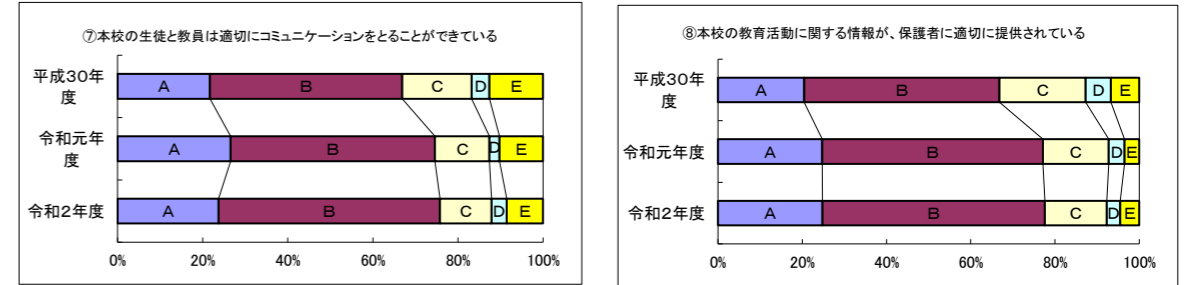 ⑦本校の生徒と教員は適切にコミュニケーションをとることができている
平成30年
度
A B C D E
令和元年
度
A B C D E
令和2年度
A B C D E
0% 20% 40% 60% 80% 100%
⑧本校の教育活動に関する情報が、保護者に適切に提供されている
平成30年
度
A B C D E
令和元年度
A B C D E
令和2年度
A B C D E
0% 20% 40% 60% 80% 100%